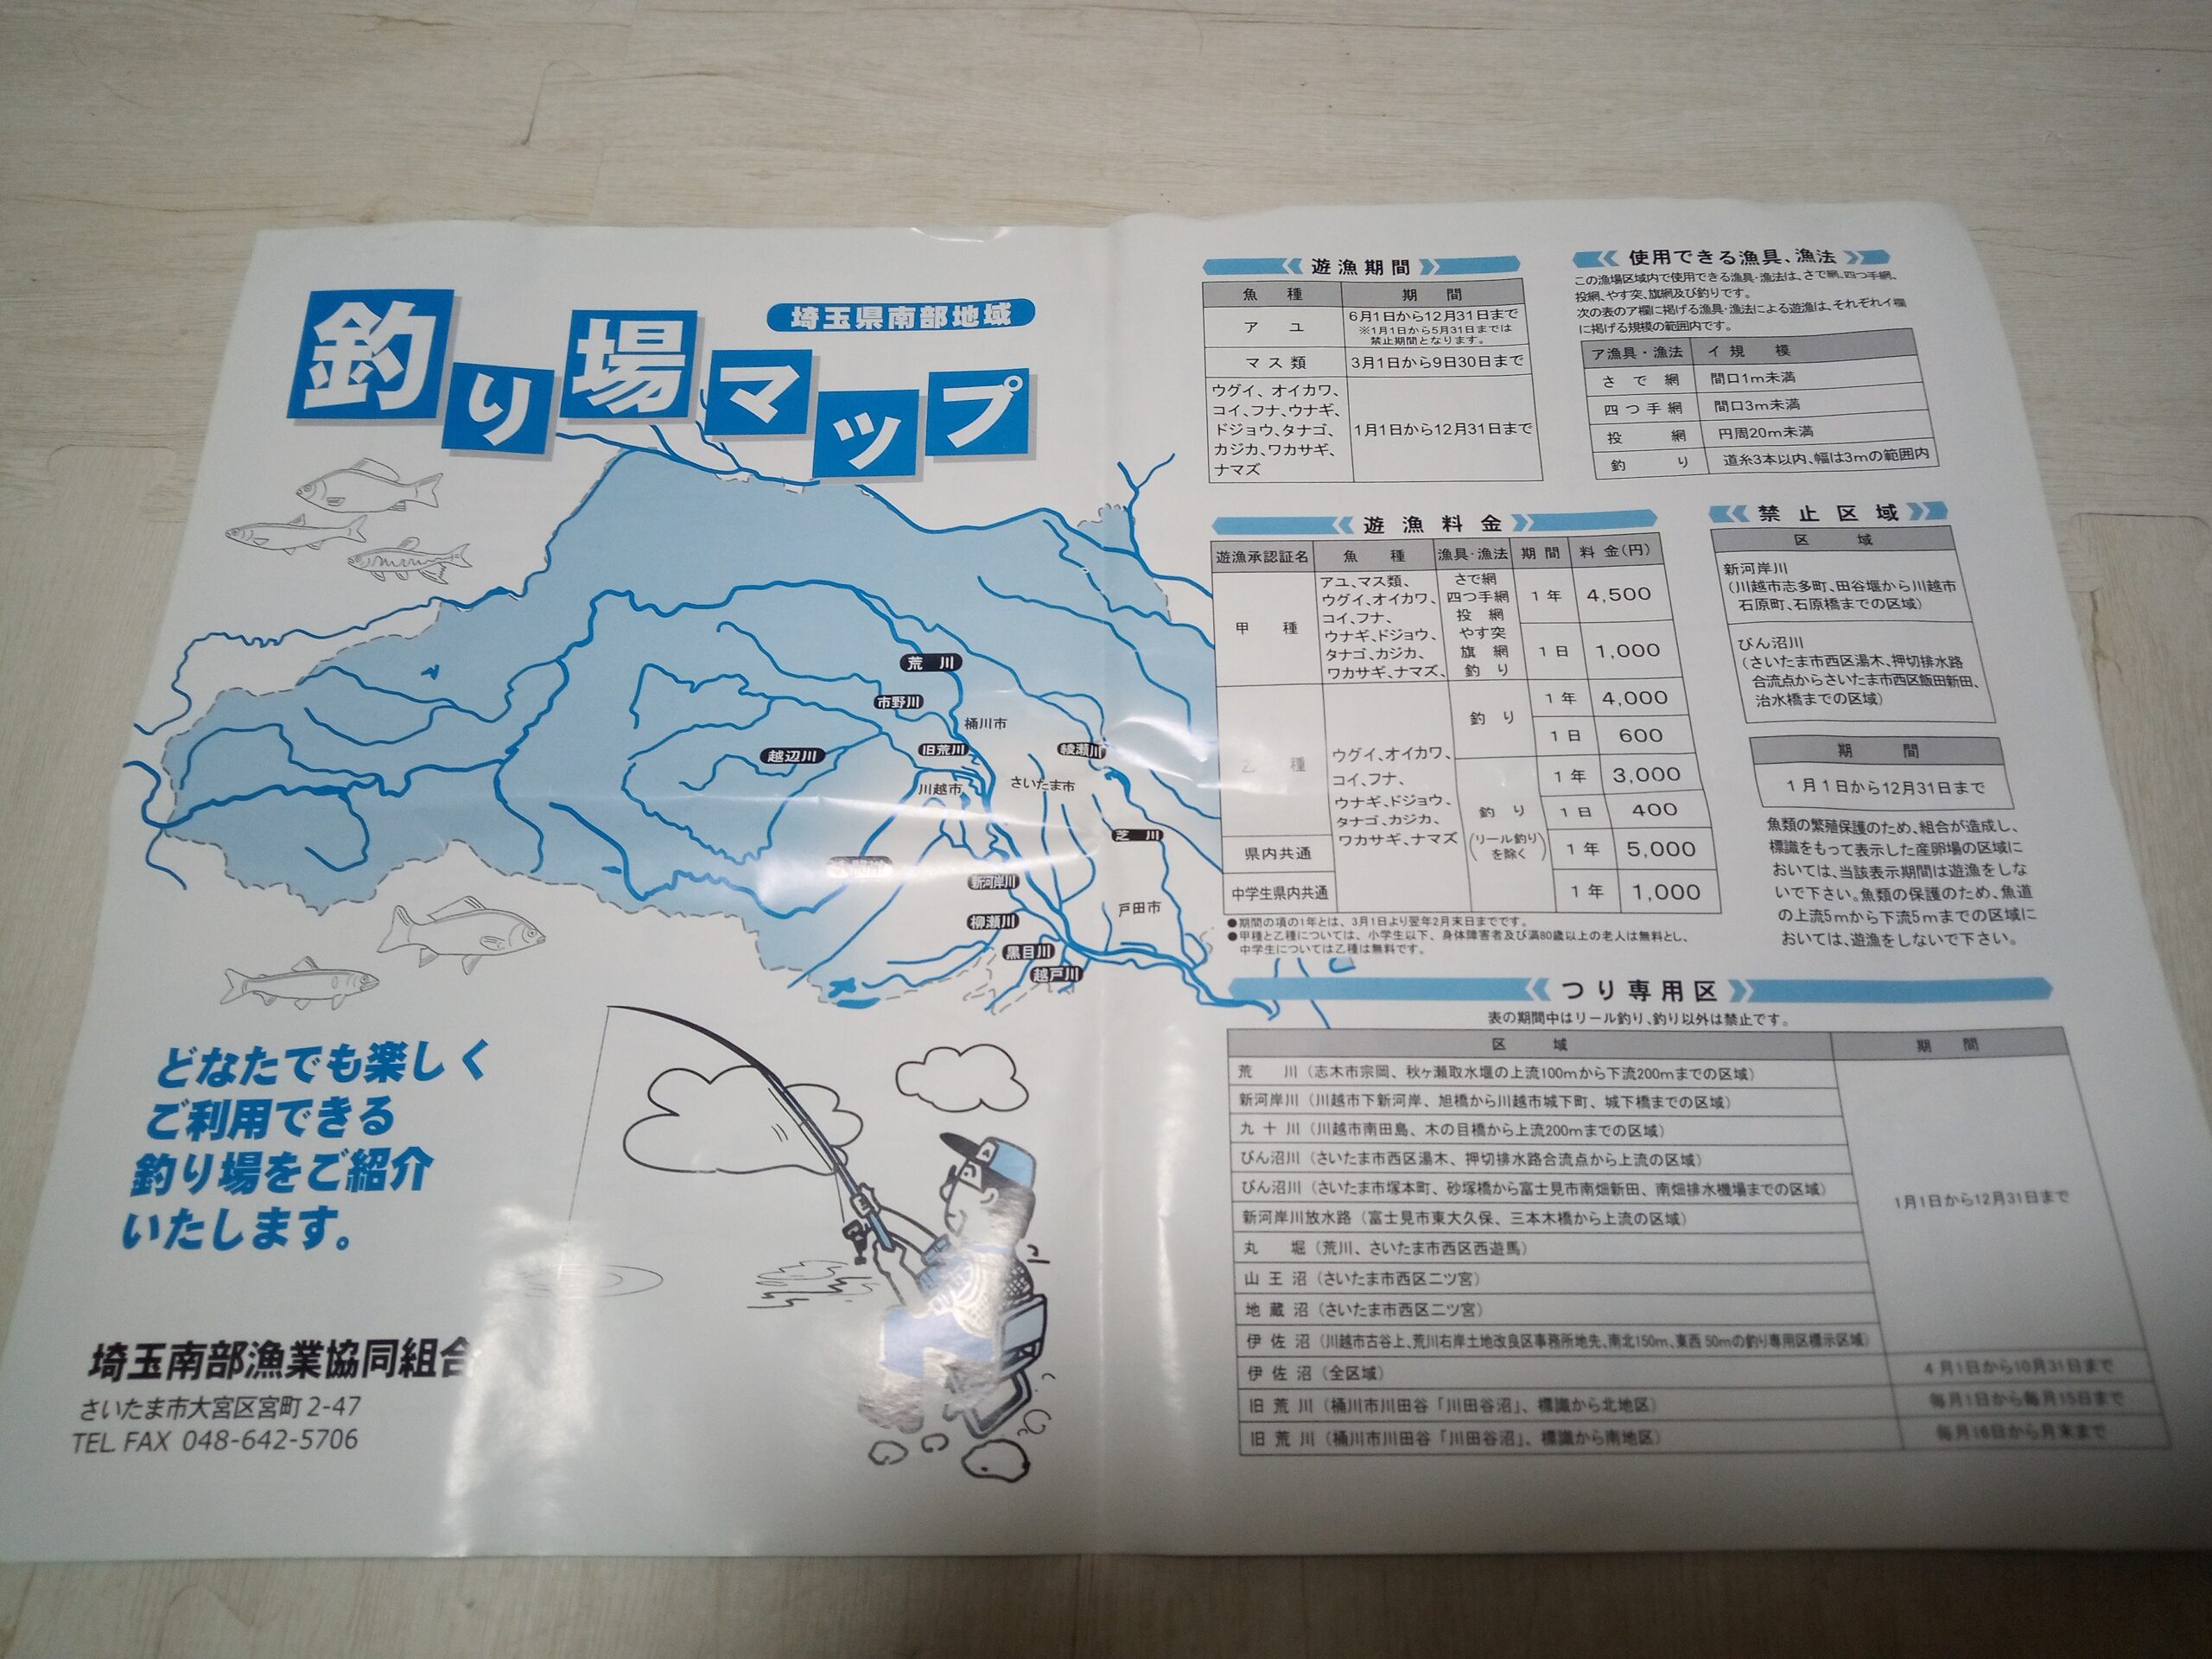 埼玉県南部地域
釣り場マップ
荒川
市野川
桶川市
旧荒川
綾瀬川
越辺川
川越市
さいたま市
芝川
新河岸川
柳瀬川
戸田市
黒目川
越戸川
どなたでも楽しく
ご利用できる
釣り場をご紹介
いたします。
埼玉南部漁業協同組合
さいたま市大宮区宮町2-47
TEL FAX 048-642-5706
遊漁期間
魚種 期間
アユ 6月1日から12月31日まで
※1月1日から5月31日までは
禁止期間となります。
マス類 3月1日から9日30日まで
ウグイ、オイカワ、
コイ、フナ、ウナギ、
ドジョウ、タナゴ、 1月1日から12月31日まで
カジカ、ワカサギ、
ナマズ
使用できる漁具、漁法
この漁場区域内で使用できる漁具・漁法は、さで網、四つ手網、
投網、やす突、旗網及び釣りです。
次の表のア欄に掲げる漁具・漁法による遊漁は、それぞれイ欄
に掲げる規模の範囲内です。
ア漁具・漁法 イ規模
さで網 間口1m未満
四つ手網 間口3m未満
投網 円周20m未満
釣り 道糸3本以内、幅は3mの範囲内
遊漁料金
遊漁承認証名 魚種 漁具・漁法 期間 料金(円)
甲種
アユ、マス類、
ウグイ、オイカワ、
コイ、フナ、
ウナギ、ドジョウ、
タナゴ、カジカ、
ワカサギ、ナマズ、
さで網
四つ手網
投網
やす突
旗網
釣り
1年 4,500
1日 1,000
乙種
ウグイ、オイカワ、
コイ、フナ、
ウナギ、ドジョウ、
タナゴ、カジカ、
ワカサギ、ナマズ
釣り
1年 4,000
1日 600
釣り
(リール釣りを除く)
1年 3,000
1日 400
県内共通 1年 5,000
中学生県内共通 1年 1,000
●期間の項の1年とは、3月1日より翌年2月末日までです。
●甲種と乙種については、小学生以下、身体障害者及び満80歳以上の老人は無料とし、
中学生については乙種は無料です。
禁止区域
区域
新河岸川
(川越市志多町、田谷堰から川越市
石原町、石原橋までの区域)
びん沼川
(さいたま市西区湯木、押切排水路
合流点からさいたま市西区飯田新田、
治水橋までの区域)
期間
1月1日から12月31日まで
魚類の繁殖保護のため、組合が造成し、
標識をもって表示した産卵場の区域に
おいては、当該表示期間は遊漁をしな
いで下さい。魚類の保護のため、魚道
の上流5mから下流5mまでの区域に
おいては、遊漁をしないで下さい。
つり専用区
表の期間中はリール釣り、釣り以外は禁止です。
区域 期間
荒川(志木市宗岡、秋ヶ瀬取水堰の上流100mから下流200mまでの区域)
新河岸川(川越市下新河岸、旭橋から川越市城下町、城下橋までの区域)
九十川(川越市南田島、木の目橋から上流200mまでの区域)
びん沼川(さいたま市西区湯木、押切排水路合流点から上流の区域)
びん沼川(さいたま市塚本町、砂塚橋から富士見市南畑新田、南畑排水機場までの区域)
1月1日から12月31日まで
新河岸川放水路(富士見市東大久保、三本木橋から上流の区域)
丸堀(荒川、さいたま市西区西遊馬)
山王沼(さいたま市西区二ツ宮)
地蔵沼(さいたま市西区二ツ宮)
伊佐沼(川越市古谷上、荒川右岸土地改良区事務所地先、南北150m、東西50mの釣り専用区標示区域)
伊佐沼(全区域) 4月1日から10月31日まで
旧荒川(桶川市川田谷「川田谷沼」、標識から北地区) 毎月1日から毎月15日まで
旧荒川(桶川市川田谷「川田谷沼」、標識から南地区) 毎月16日から月末まで